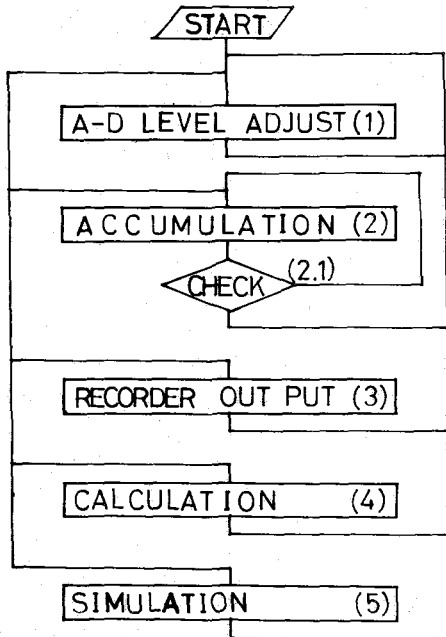 START
A-D LEVEL ADJUST (1)
ACCUMULATION (2)
(2.1)
CHECK
RECORDER OUT PUT (3)
CALCULATION (4)
SIMULATION (5)